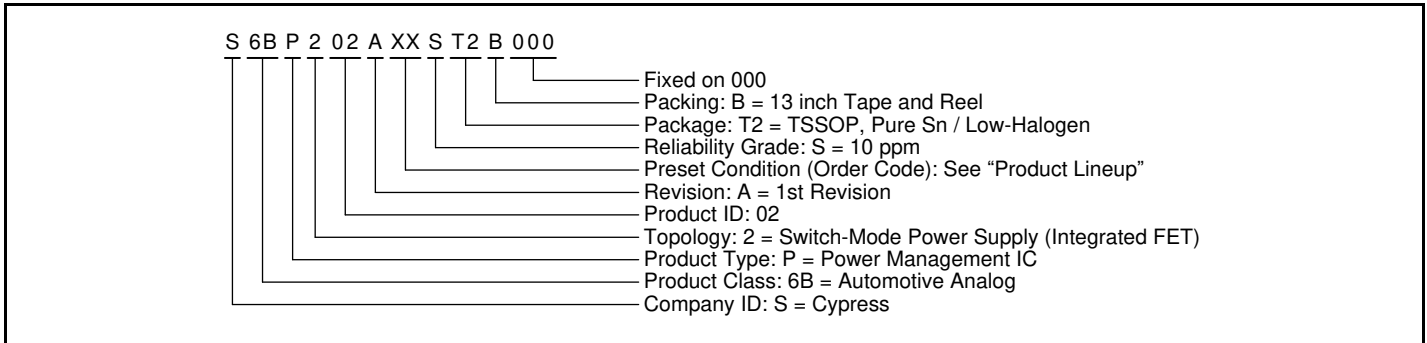 S 6B P 2 02 A XX S T2 B 000
Fixed on 000
Packing: B = 13 inch Tape and Reel
Package: T2 = TSSOP, Pure Sn / Low-Halogen
Reliability Grade: S = 10 ppm
Preset Condition (Order Code): See “Product Lineup”
Revision: A = 1st Revision
Product ID: 02
Topology: 2 = Switch-Mode Power Supply (Integrated FET)
Product Type: P = Power Management IC
Product Class: 6B = Automotive Analog
Company ID: S = Cypress